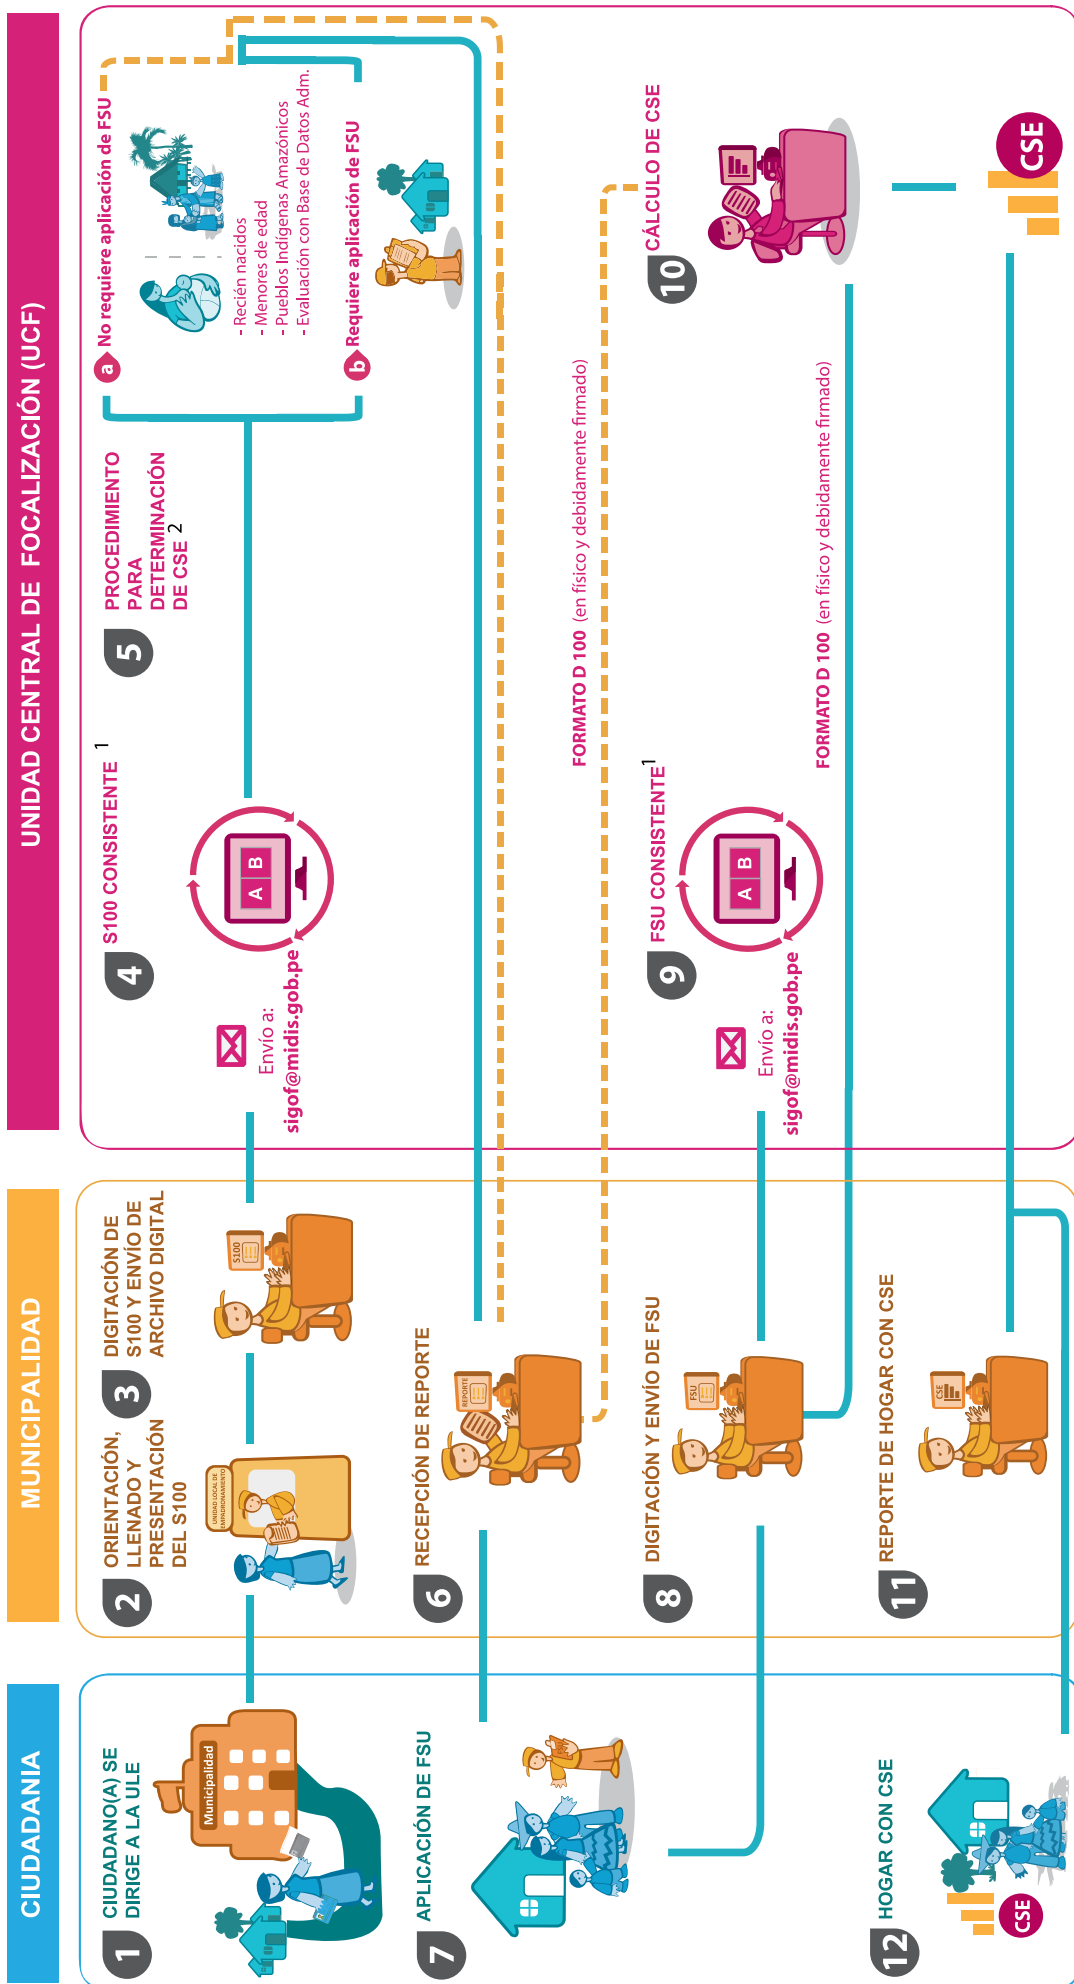 CIUDADANIA
MUNICIPALIDAD
UNIDAD CENTRAL DE FOCALIZACIÓN (UCF)
1
CIUDADANO(A) SE
DIRIGE A LA ULE
Municipalidad
2
ORIENTACIÓN,
LLENADO Y
PRESENTACIÓN
DEL S100
UNIDAD LOCAL DE
EMPADRONAMIENTO
3
DIGITACIÓN DE
S100 Y ENVÍO DE
ARCHIVO DIGITAL
S100
Envío a:
sigof@midis.gob.pe
4
S100 CONSISTENTE 1
A B
5
PROCEDIMIENTO
PARA
DETERMINACIÓN
DE CSE 2
a No requiere aplicación de FSU
- Recién nacidos
- Menores de edad
- Pueblos Indígenas Amazónicos
- Evaluación con Base de Datos Adm.
b Requiere aplicación de FSU
6
RECEPCIÓN DE REPORTE
REPORTE
7
APLICACIÓN DE FSU
FORMATO D 100 (en físico y debidamente firmado)
8
DIGITACIÓN Y ENVÍO DE FSU
FSU
Envío a:
sigof@midis.gob.pe
9
FSU CONSISTENTE 1
A B
10
CÁLCULO DE CSE
FORMATO D 100 (en físico y debidamente firmado)
11
REPORTE DE HOGAR CON CSE
CSE
CSE
12
HOGAR CON CSE
CSE